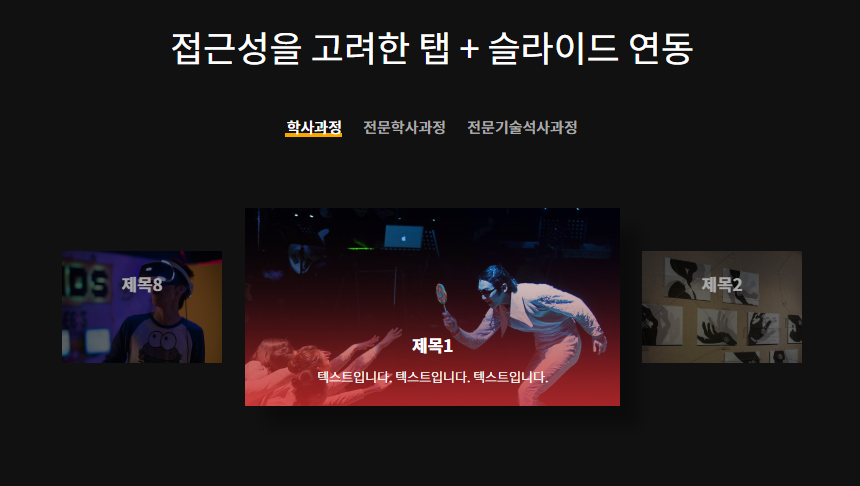 접근성을 고려한 탭 + 슬라이드 연동
학사과정 전문학사과정 전문기술석사과정
제목8
제목2
제목1
텍스트입니다. 텍스트입니다. 텍스트입니다.